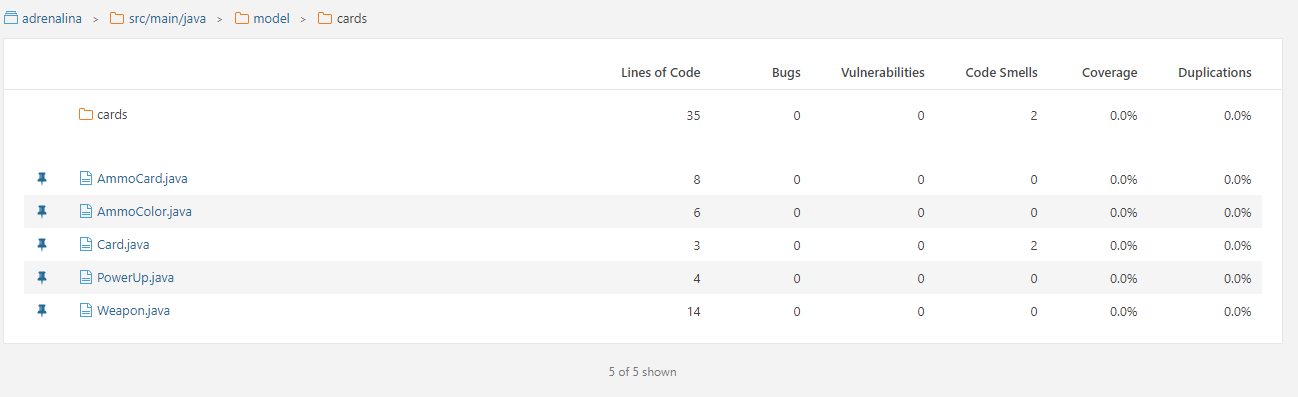 adrenalina > src/main/java > model > cards
Lines of Code Bugs Vulnerabilities Code Smells Coverage Duplications
cards 35 0 0 2 0.0% 0.0%
AmmoCard.java 8 0 0 0 0.0% 0.0%
AmmoColor.java 6 0 0 0 0.0% 0.0%
Card.java 3 0 0 2 0.0% 0.0%
PowerUp.java 4 0 0 0 0.0% 0.0%
Weapon.java 14 0 0 0 0.0% 0.0%
5 of 5 shown